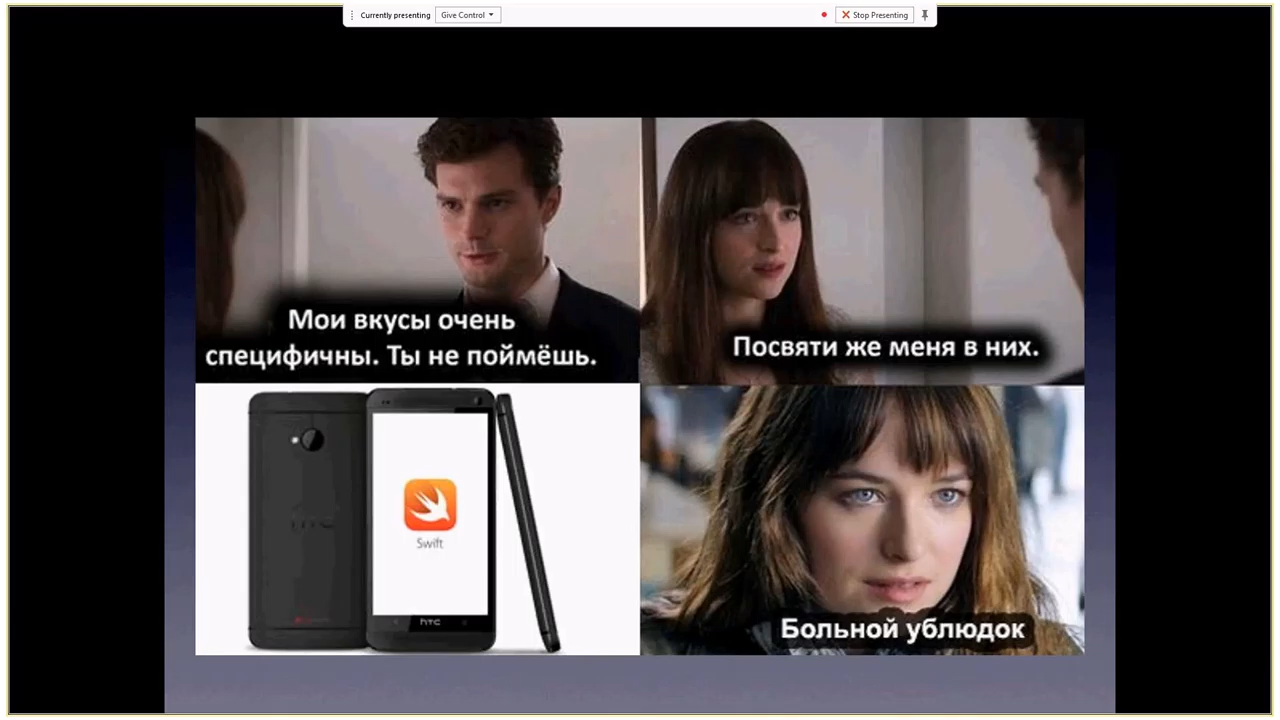 Currently presenting
Give Control
Stop Presenting
Мои вкусы очень
специфичны. Ты не поймёшь.
Посвяти же меня в них.
Swift
hTC
Больной ублюдок